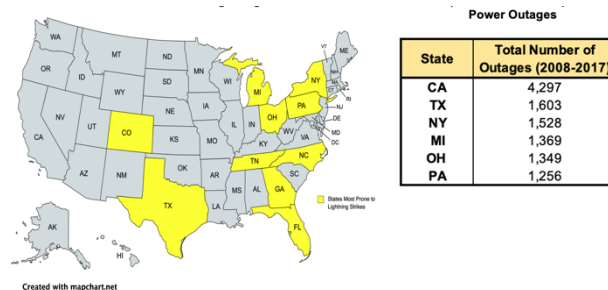 Power Outages
State Total Number of Outages (2008-2017)
CA 4,297
TX 1,603
NY 1,528
MI 1,369
OH 1,349
PA 1,256
WA
MT
ND
MN
VT
NH
ME
OR
ID
SD
WI
MI
NY
MA
CT
RI
WY
IA
PA
NJ
NE
IL
IN
OH
DE
NV
UT
CO
KS
MO
KY
WV
VA
MD
DC
CA
TN
NC
OK
AR
SC
AZ
NM
MS
AL
GA
TX
LA
FL
AK
HI
States Most Prone to
Lightning Strikes
Created with mapchart.net